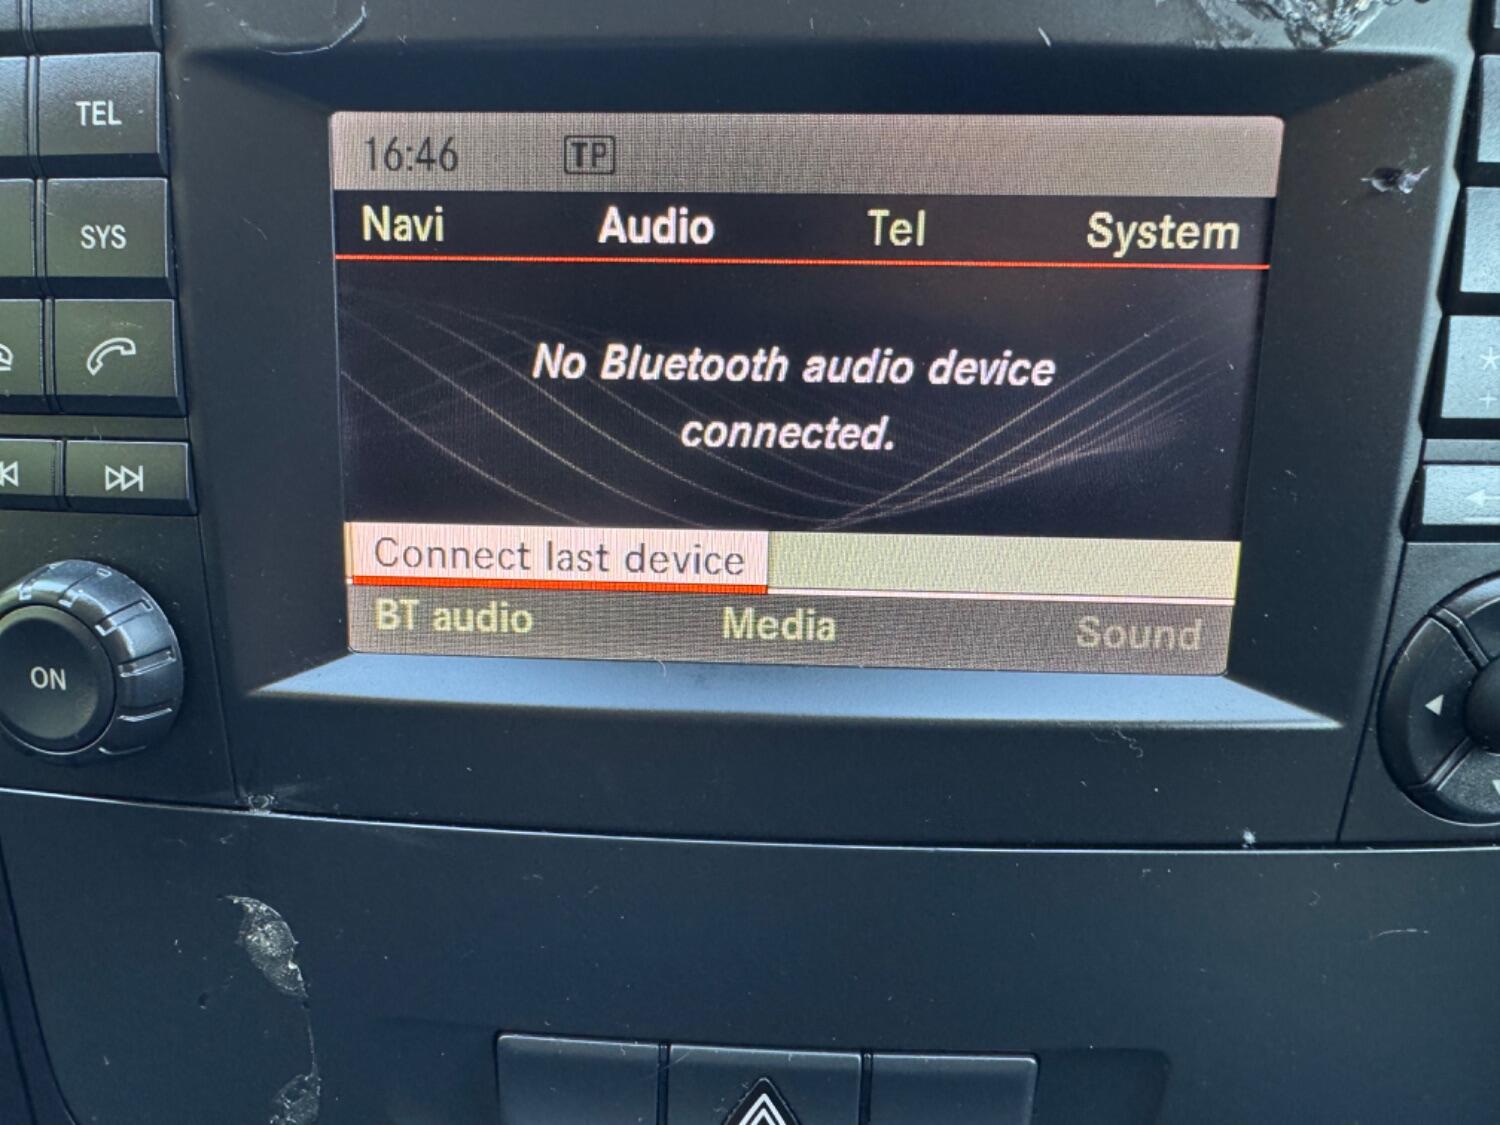 TEL
SYS
ON
16:46 TP
Navi Audio Tel System
No Bluetooth audio device
connected.
Connect last device
BT audio Media Sound